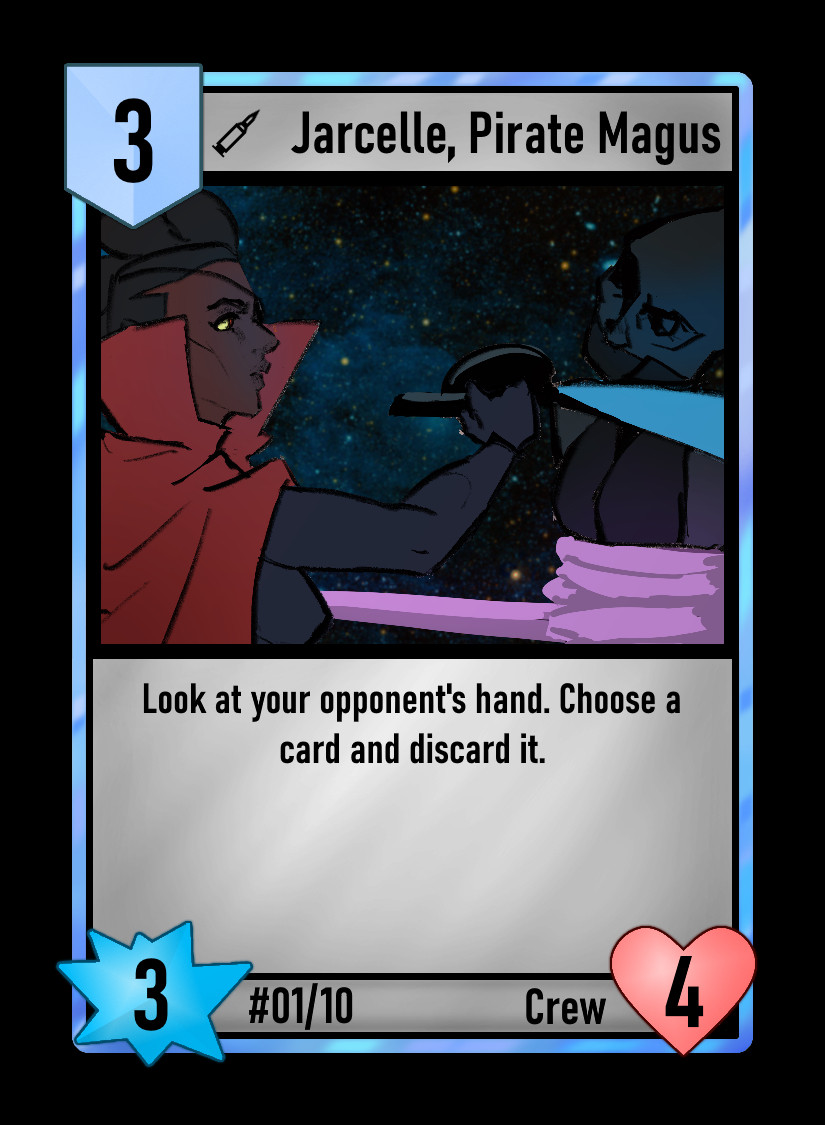 3
Jarcelle, Pirate Magus
Look at your opponent's hand. Choose a
card and discard it.
3
#01/10
Crew
4